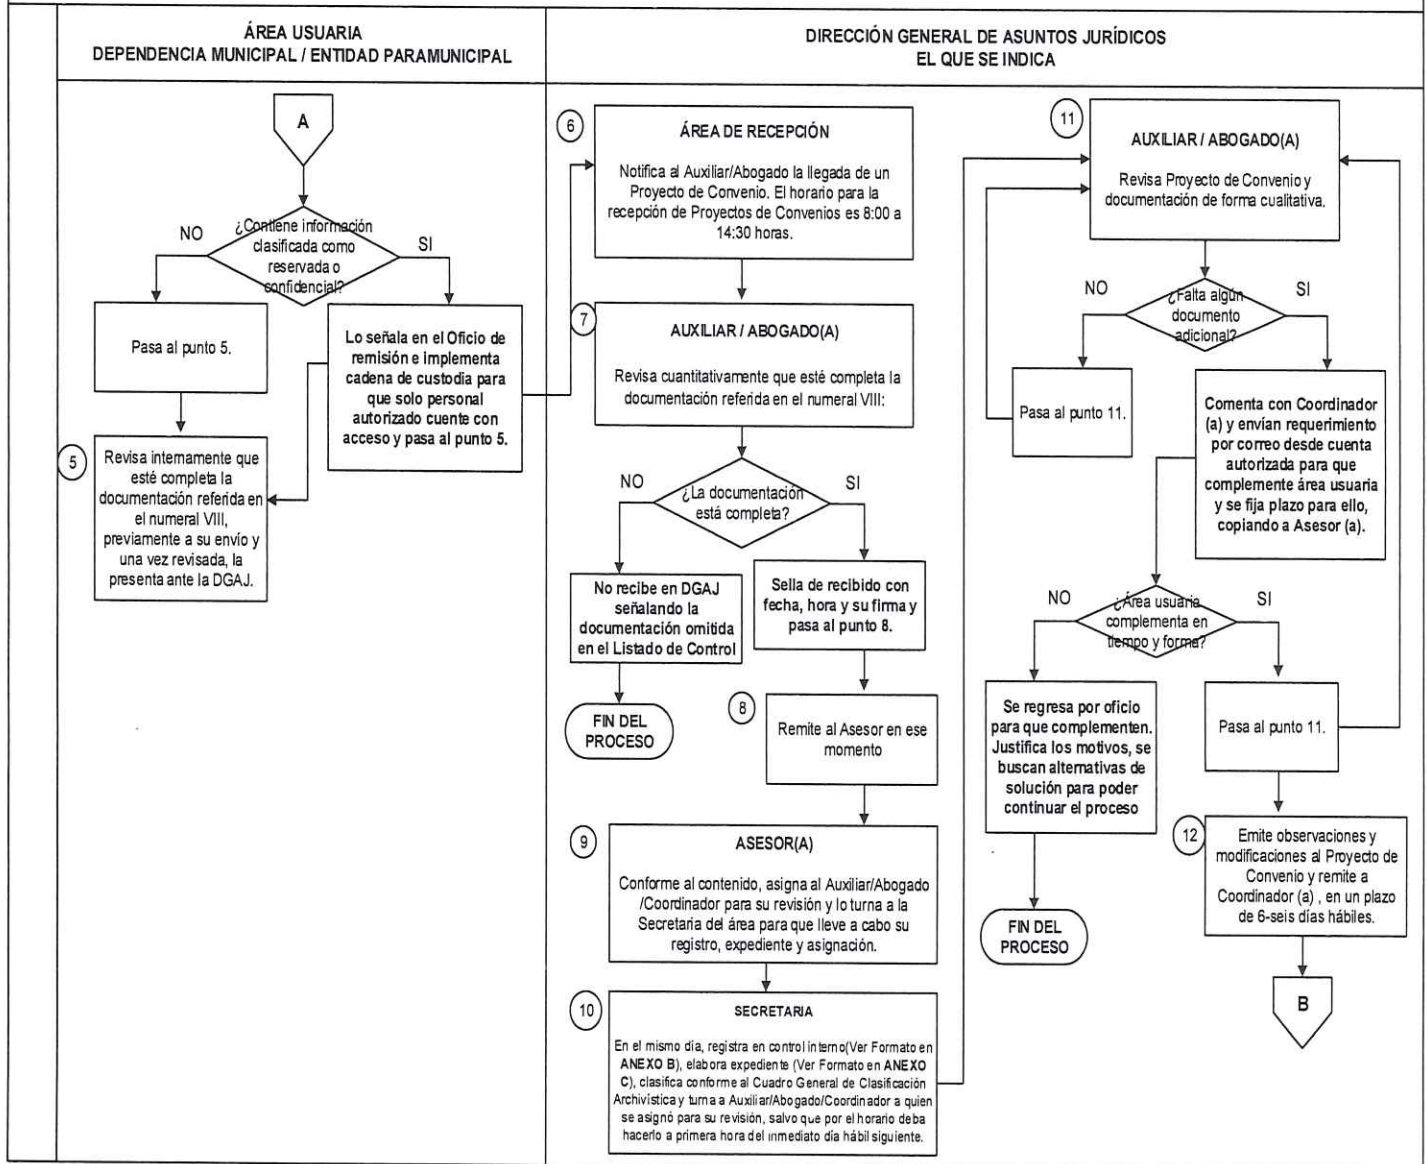 ÁREA USUARIA
DEPENDENCIA MUNICIPAL / ENTIDAD PARAMUNICIPAL
DIRECCIÓN GENERAL DE ASUNTOS JURÍDICOS
EL QUE SE INDICA
A
¿Contiene información
clasificada como
reservada o
confidencial?
NO
SI
Pasa al punto 5.
Lo señala en el Oficio de
remisión e implementa
cadena de custodia para
que solo personal
autorizado cuente con
acceso y pasa al punto 5.
5
Revisa internamente que
esté completa la
documentación referida en
el numeral VIII,
previamente a su envío y
una vez revisada, la
presenta ante la DGAJ.
6
ÁREA DE RECEPCIÓN
Notifica al Auxiliar/Abogado la llegada de un
Proyecto de Convenio. El horario para la
recepción de Proyectos de Convenios es 8:00 a
14:30 horas.
7
AUXILIAR / ABOGADO(A)
Revisa cuantitativamente que esté completa la
documentación referida en el numeral VIII:
¿La documentación
está completa?
NO
SI
No recibe en DGAJ
señalando la
documentación omitida
en el Listado de Control
FIN DEL
PROCESO
Sella de recibido con
fecha, hora y su firma y
pasa al punto 8.
8
Remite al Asesor en ese
momento
9
ASESOR(A)
Conforme al contenido, asigna al Auxiliar/Abogado
/Coordinador para su revisión y lo turna a la
Secretaria del área para que lleve a cabo su
registro, expediente y asignación.
10
SECRETARIA
En el mismo día, registra en control interno(Ver Formato en
ANEXO B), elabora expediente (Ver Formato en ANEXO
C), clasifica conforme al Cuadro General de Clasificación
Archivística y turna a Auxiliar/Abogado/Coordinador a quien
se asignó para su revisión, salvo que por el horario deba
hacerlo a primera hora del inmediato día hábil siguiente.
11
AUXILIAR / ABOGADO(A)
Revisa Proyecto de Convenio y
documentación de forma cualitativa.
¿Falta algún
documento
adicional?
NO
SI
Pasa al punto 11.
Comenta con Coordinador
(a) y envían requerimiento
por correo desde cuenta
autorizada para que
complemente área usuaria
y se fija plazo para ello,
copiando a Asesor (a).
¿Área usuaria
complementa en
tiempo y forma?
NO
SI
Se regresa por oficio
para que complementen.
Justifica los motivos, se
buscan alternativas de
solución para poder
continuar el proceso
FIN DEL
PROCESO
Pasa al punto 11.
12
Emite observaciones y
modificaciones al Proyecto de
Convenio y remite a
Coordinador (a) , en un plazo
de 6-seis días hábiles.
B